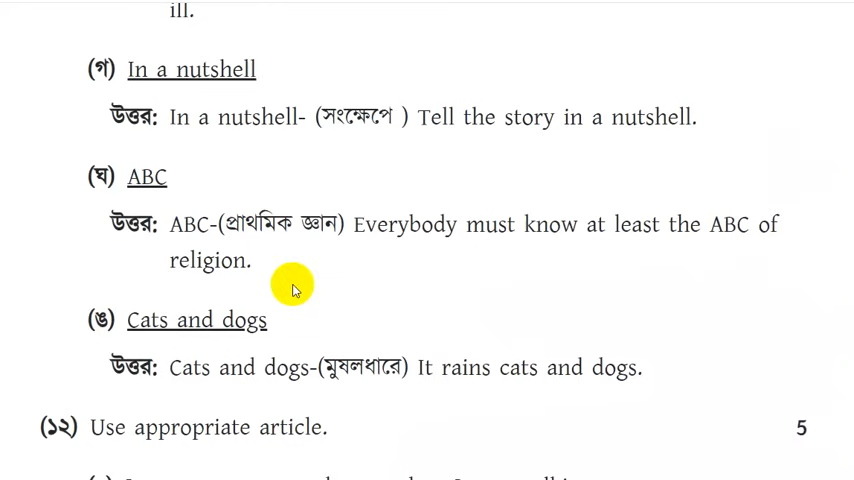 ill.
(গ) In a nutshell
উত্তর: In a nutshell- (সংক্ষেপে ) Tell the story in a nutshell.
(ঘ) ABC
উত্তর: ABC-(প্রাথমিক জ্ঞান) Everybody must know at least the ABC of
religion.
(ঙ) Cats and dogs
উত্তর: Cats and dogs-(মুষলধারে) It rains cats and dogs.
(১২) Use appropriate article. 5